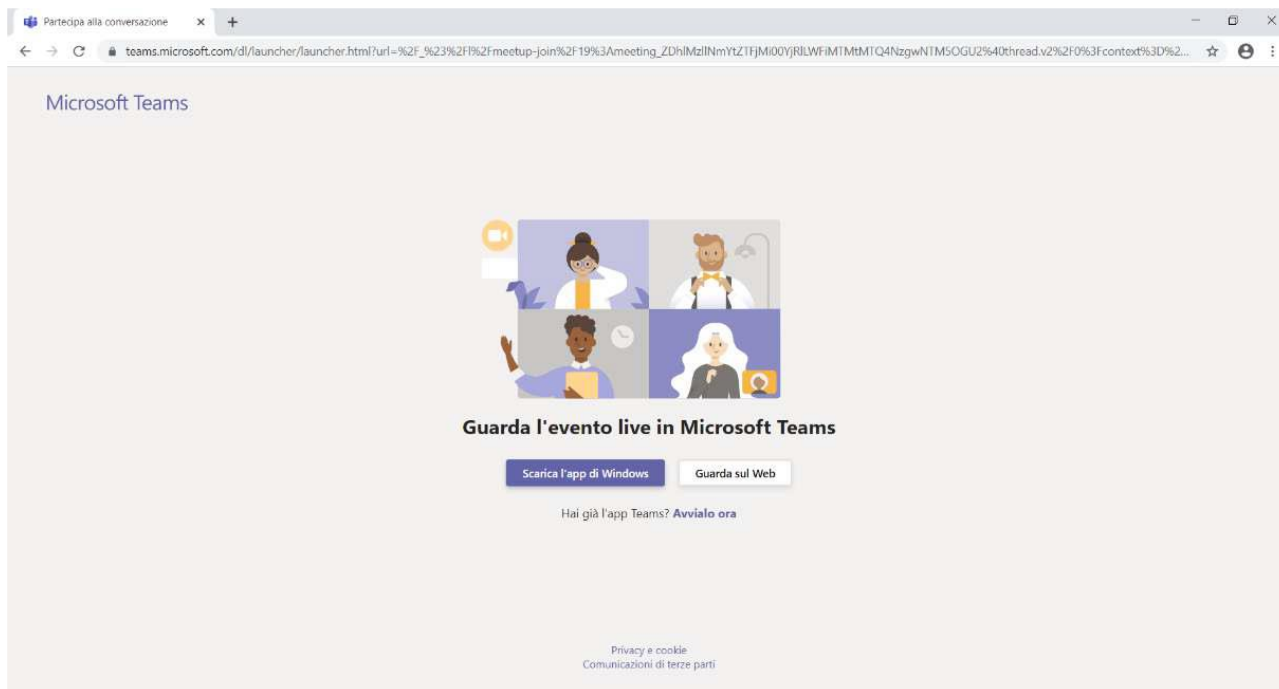 Partecipa alla conversazione
teams.microsoft.com/dl/launcher/launcher.html?url=%2F_%23%2Fl%2Fmeetup-join%2F19%3Ameeting_ZDhlMzllNmYtZTFjMi00YjRlLWFiMTMtMTQ4NzgwNTM5OGU2%40thread.v2%2F0%3Fcontext%3D%2...
Microsoft Teams
Guarda l'evento live in Microsoft Teams
Scarica l'app di Windows Guarda sul Web
Hai già l'app Teams? Avvialo ora
Privacy e cookie
Comunicazioni di terze parti